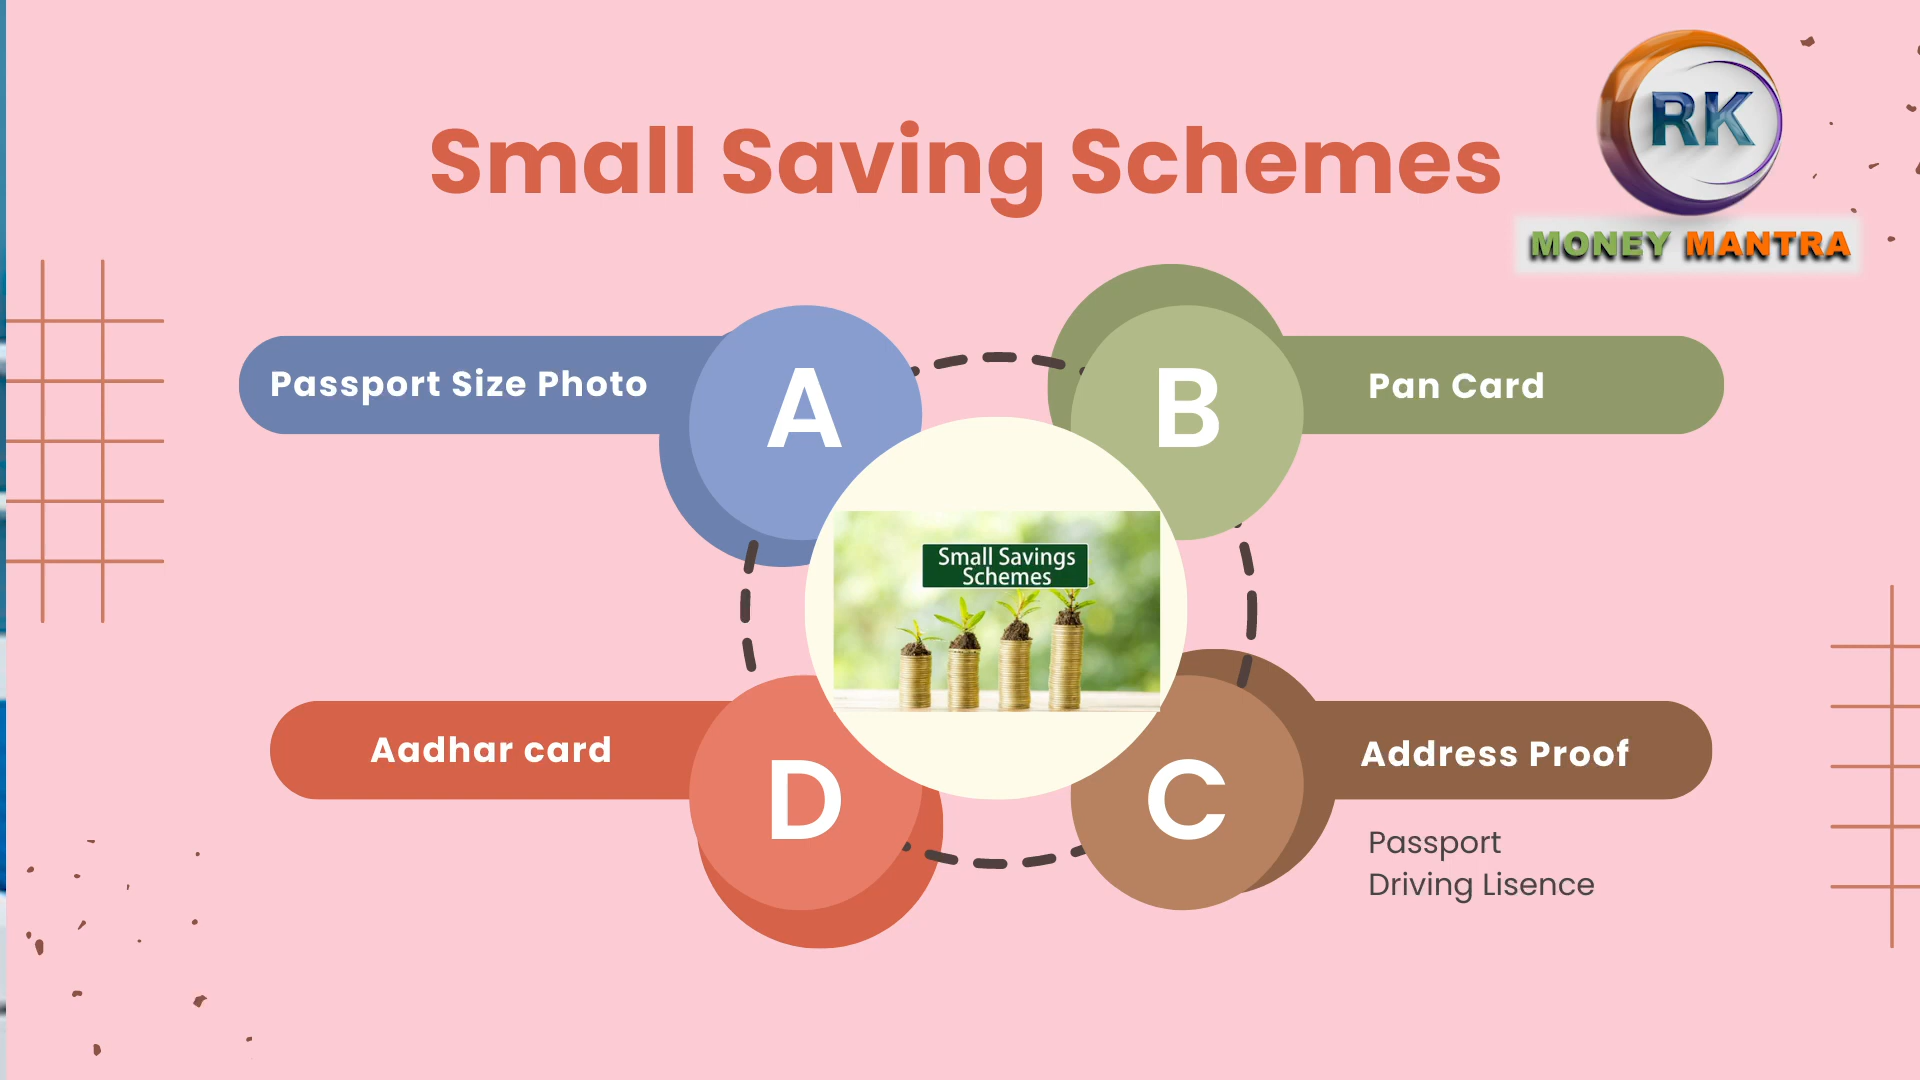 Small Saving Schemes
RK
MONEY MANTRA
Passport Size Photo
A
B
Pan Card
Small Savings
Schemes
Aadhar card
D
C
Address Proof
Passport
Driving Lisence